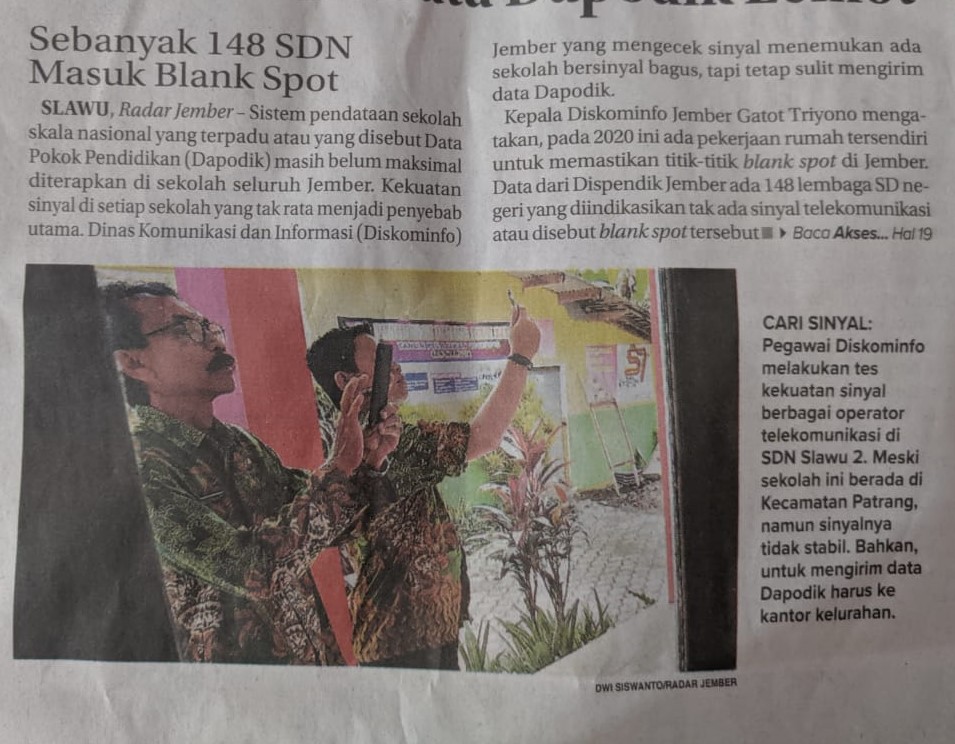 Dapodik
Sebanyak 148 SDN
Masuk Blank Spot
SLAWU, Radar Jember – Sistem pendataan sekolah
skala nasional yang terpadu atau yang disebut Data
Pokok Pendidikan (Dapodik) masih belum maksimal
diterapkan di sekolah seluruh Jember. Kekuatan
sinyal di setiap sekolah yang tak rata menjadi penyebab
utama. Dinas Komunikasi dan Informasi (Diskominfo)
Jember yang mengecek sinyal menemukan ada
sekolah bersinyal bagus, tapi tetap sulit mengirim
data Dapodik.
Kepala Diskominfo Jember Gatot Triyono menga-
takan, pada 2020 ini ada pekerjaan rumah tersendiri
untuk memastikan titik-titik blank spot di Jember.
Data dari Dispendik Jember ada 148 lembaga SD ne-
geri yang diindikasikan tak ada sinyal telekomunikasi
atau disebut blank spot tersebut ■ ▸ Baca Akses... Hal 19
CARI SINYAL:
Pegawai Diskominfo
melakukan tes
kekuatan sinyal
berbagai operator
telekomunikasi di
SDN Slawu 2. Meski
sekolah ini berada di
Kecamatan Patrang,
namun sinyalnya
tidak stabil. Bahkan,
untuk mengirim data
Dapodik harus ke
kantor kelurahan.
DWI SISWANTO/RADAR JEMBER